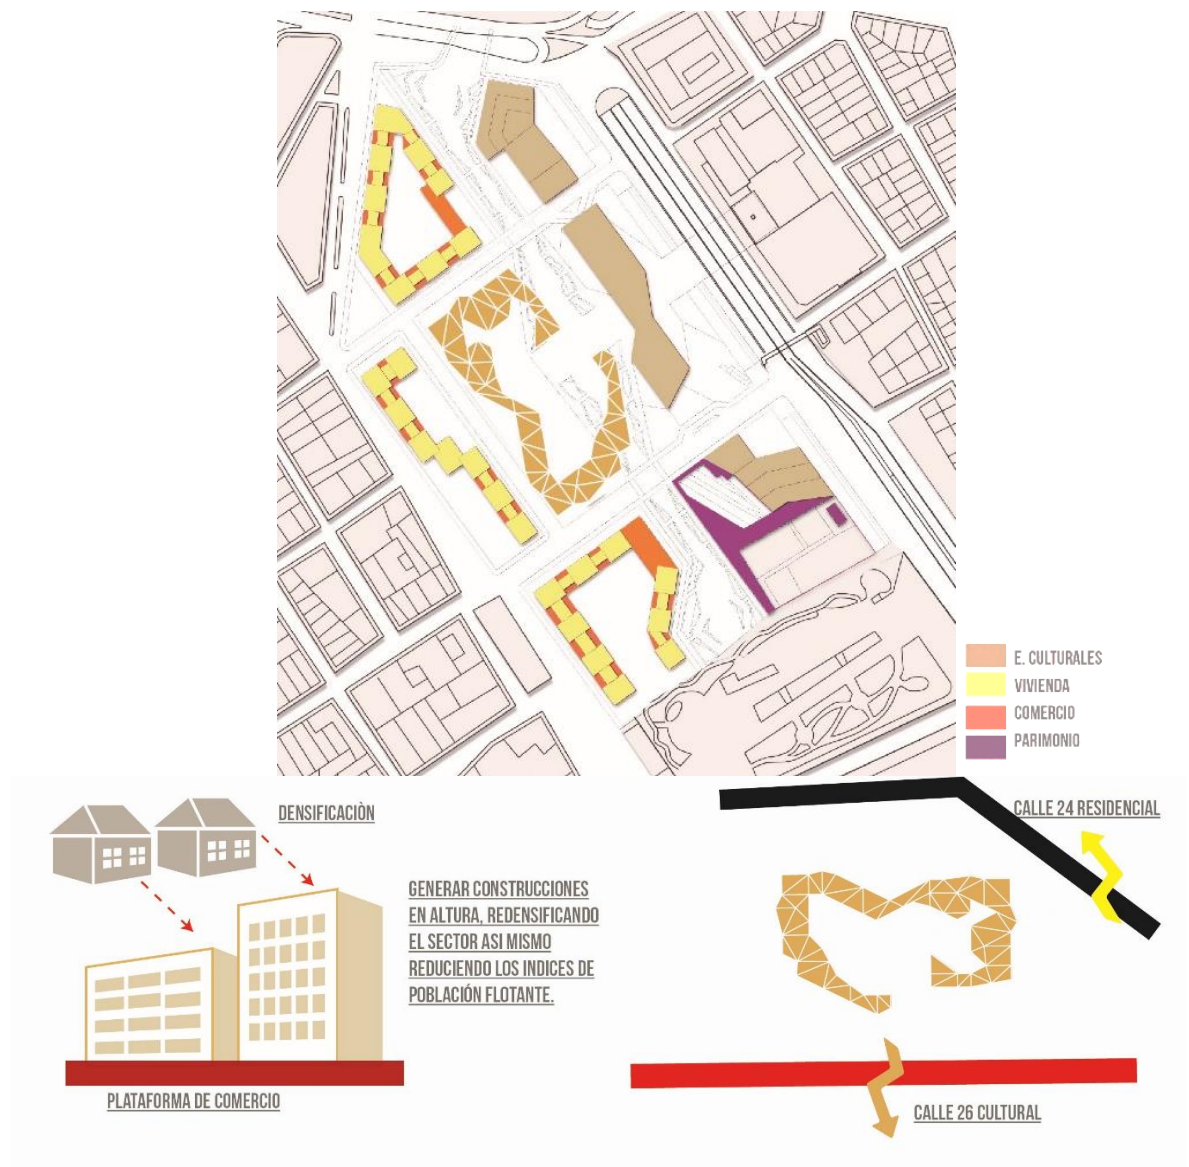 E. CULTURALES
VIVIENDA
COMERCIO
PARIMONIO
DENSIFICACIÒN
GENERAR CONSTRUCCIONES
EN ALTURA, REDENSIFICANDO
EL SECTOR ASI MISMO
REDUCIENDO LOS INDICES DE
POBLACIÓN FLOTANTE.
PLATAFORMA DE COMERCIO
CALLE 24 RESIDENCIAL
CALLE 26 CULTURAL